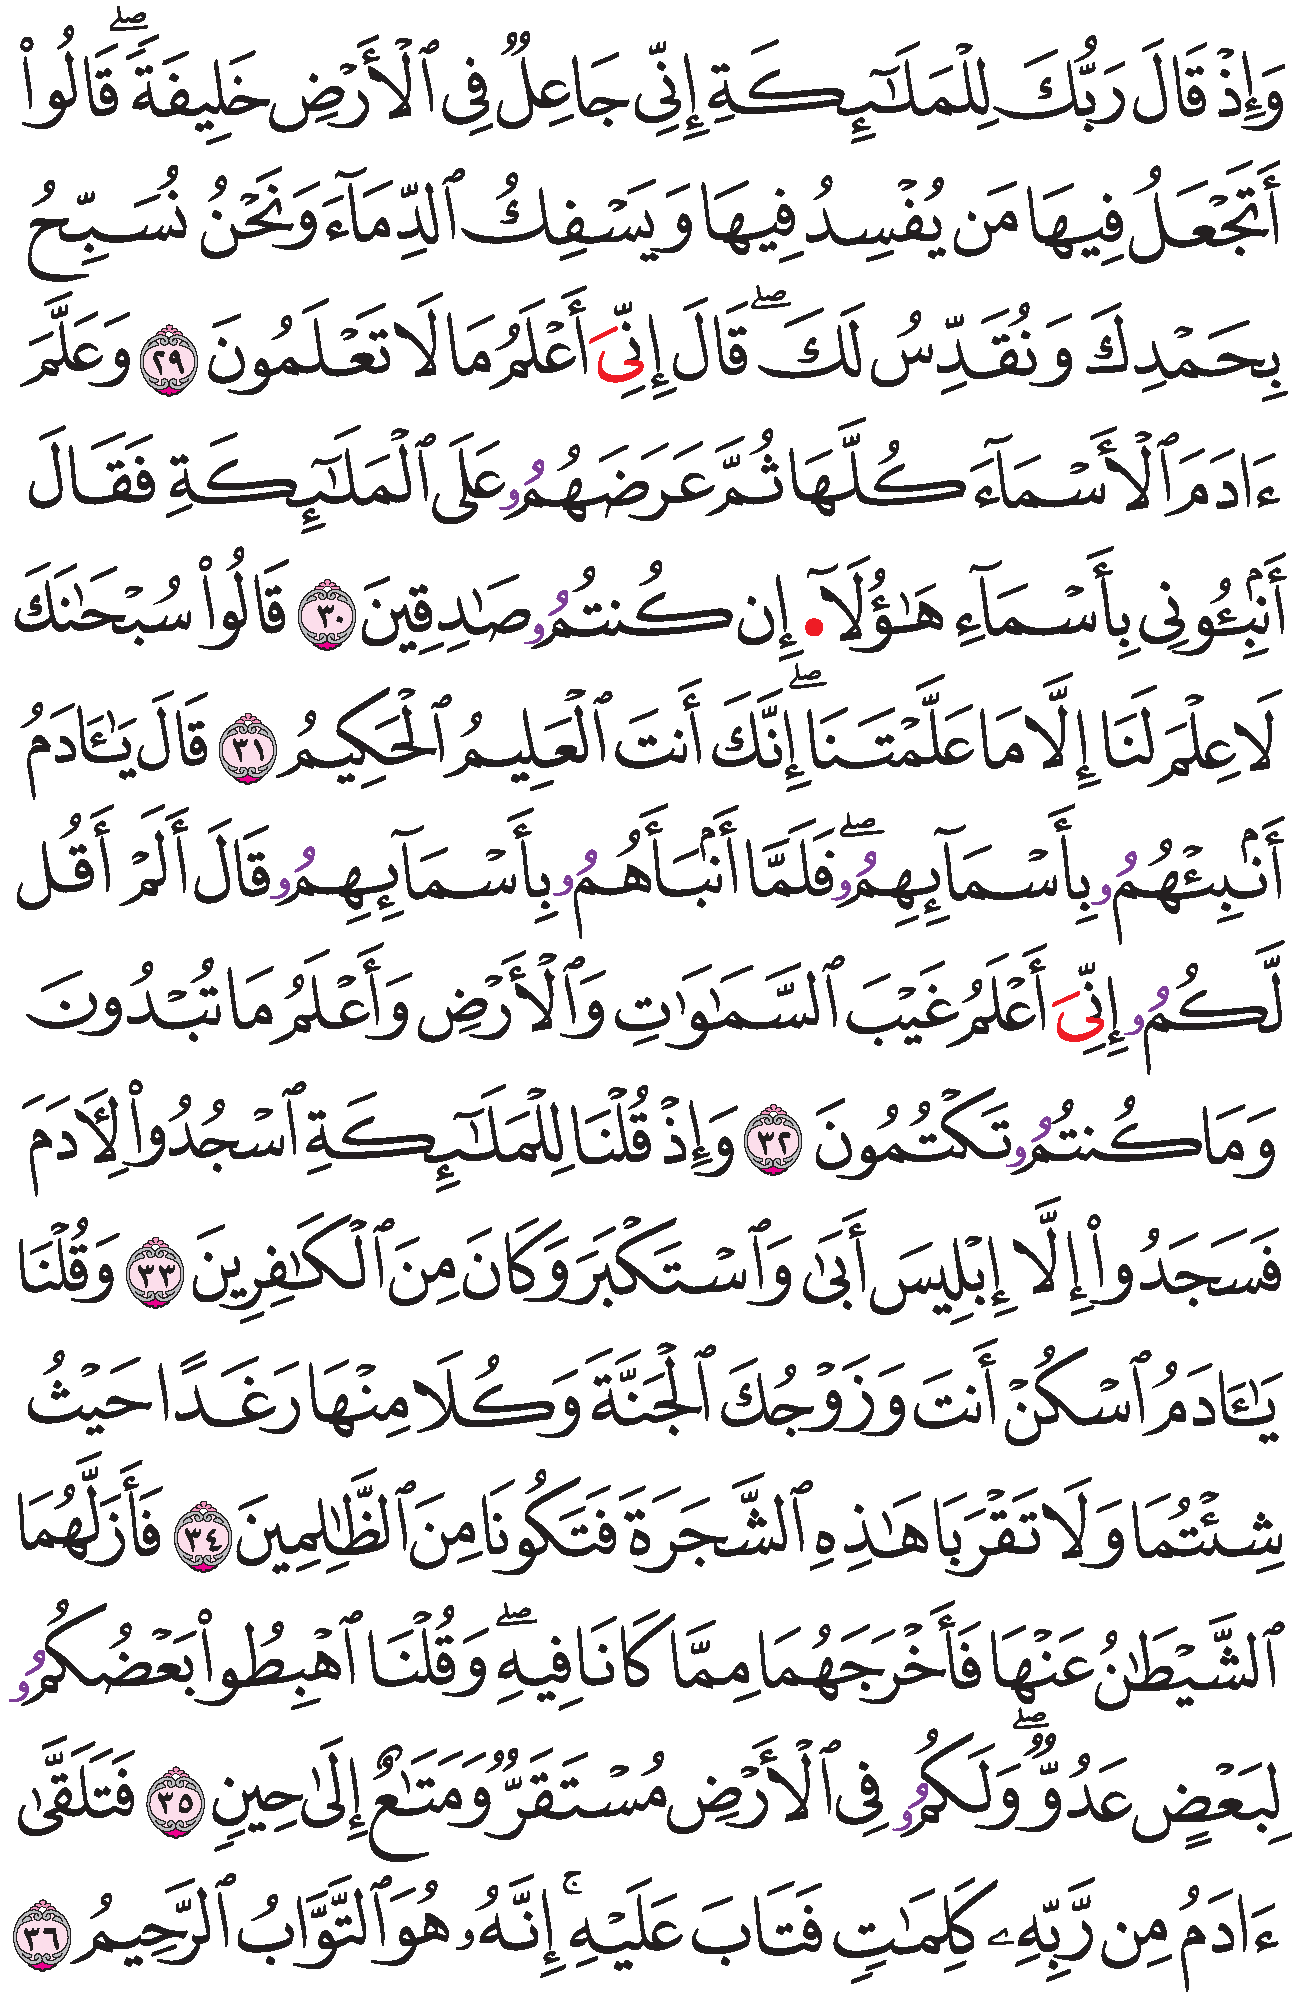 وَإِذْ قَالَ رَبُّكَ لِلْمَلَٰٓئِكَةِ إِنِّي جَاعِلٌ فِي ٱلْأَرْضِ خَلِيفَةًۖ قَالُواْ
أَتَجْعَلُ فِيهَا مَن يُفْسِدُ فِيهَا وَيَسْفِكُ ٱلدِّمَآءَ وَنَحْنُ نُسَبِّحُ
بِحَمْدِكَ وَنُقَدِّسُ لَكَۖ قَالَ إِنِّيَ أَعْلَمُ مَا لَا تَعْلَمُونَ ٢٩ وَعَلَّمَ
ءَادَمَ ٱلْأَسْمَآءَ كُلَّهَا ثُمَّ عَرَضَهُمُۥ عَلَى ٱلْمَلَٰٓئِكَةِ فَقَالَ
أَنۢبِـُٔونِي بِأَسْمَآءِ هَٰٓؤُلَآ • إِن كُنتُمُۥ صَٰدِقِينَ ٣٠ قَالُواْ سُبْحَٰنَكَ
لَا عِلْمَ لَنَا إِلَّا مَا عَلَّمْتَنَاۖ إِنَّكَ أَنتَ ٱلْعَلِيمُ ٱلْحَكِيمُ ٣١ قَالَ يَٰٓـَٔادَمُ
أَنۢبِئْهُمُۥ بِأَسْمَآئِهِمُۥۖ فَلَمَّا أَنۢبَأَهُمُۥ بِأَسْمَآئِهِمُۥ قَالَ أَلَمْ أَقُل
لَّكُمُۥ إِنِّيَ أَعْلَمُ غَيْبَ ٱلسَّمَٰوَٰتِ وَٱلْأَرْضِ وَأَعْلَمُ مَا تُبْدُونَ
وَمَا كُنتُمُۥ تَكْتُمُونَ ٣٢ وَإِذْ قُلْنَا لِلْمَلَٰٓئِكَةِ ٱسْجُدُواْ لِأٓدَمَ
فَسَجَدُواْ إِلَّا إِبْلِيسَ أَبَىٰ وَٱسْتَكْبَرَ وَكَانَ مِنَ ٱلْكَٰفِرِينَ ٣٣ وَقُلْنَا
يَٰٓـَٔادَمُ ٱسْكُنْ أَنتَ وَزَوْجُكَ ٱلْجَنَّةَ وَكُلَا مِنْهَا رَغَدًا حَيْثُ
شِئْتُمَا وَلَا تَقْرَبَا هَٰذِهِ ٱلشَّجَرَةَ فَتَكُونَا مِنَ ٱلظَّٰلِمِينَ ٣٤ فَأَزَلَّهُمَا
ٱلشَّيْطَٰنُ عَنْهَا فَأَخْرَجَهُمَا مِمَّا كَانَا فِيهِۖ وَقُلْنَا ٱهْبِطُواْ بَعْضُكُمُۥ
لِبَعْضٍ عَدُوٌّۖ وَلَكُمُۥ فِي ٱلْأَرْضِ مُسْتَقَرٌّ وَمَتَٰعٌ إِلَىٰ حِينٍ ٣٥ فَتَلَقَّىٰ
ءَادَمُ مِن رَّبِّهِۦ كَلِمَٰتٍ فَتَابَ عَلَيْهِۚ إِنَّهُۥ هُوَ ٱلتَّوَّابُ ٱلرَّحِيمُ ٣٦